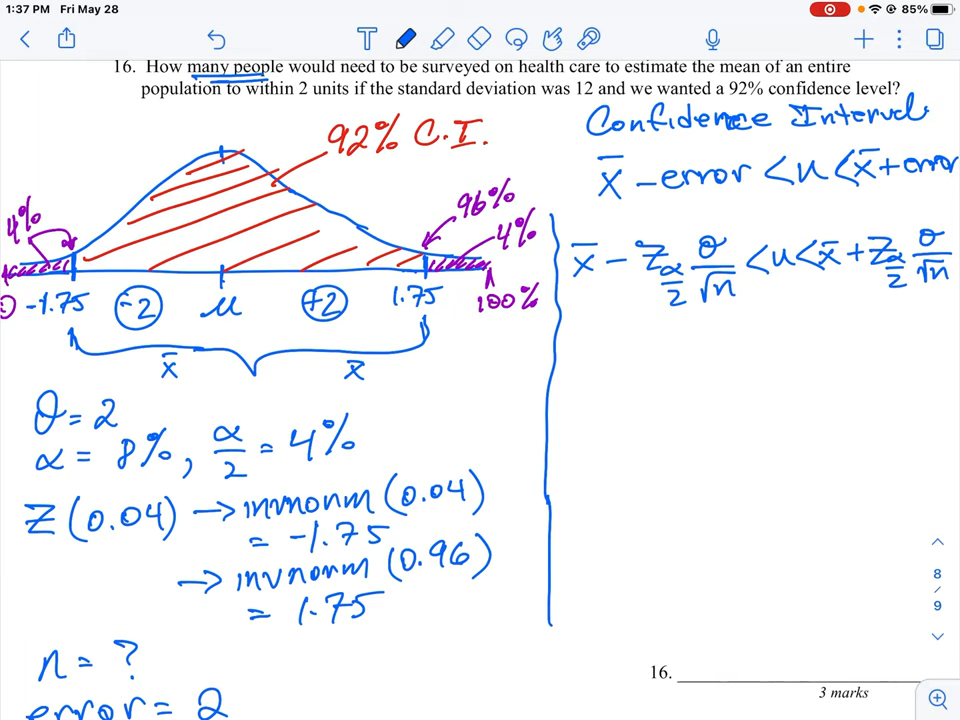 1:37 PM Fri May 28
85%
16. How many people would need to be surveyed on health care to estimate the mean of an entire
population to within 2 units if the standard deviation was 12 and we wanted a 92% confidence level?
Confidence Interval:
x̄ - error < u < x̄ + error
92% C.I.
4%
96%
4%
100%
-1.75
-2
μ
+2
1.75
x̄
x̄
x̄ - Zα/2 θ/√n < u < x̄ + Zα/2 θ/√n
θ = 2
α = 8%, α/2 = 4%
Z(0.04) → invnorm (0.04)
= -1.75
→ invnorm (0.96)
= 1.75
n = ?
error = 2
8
/
9
16.
3 marks